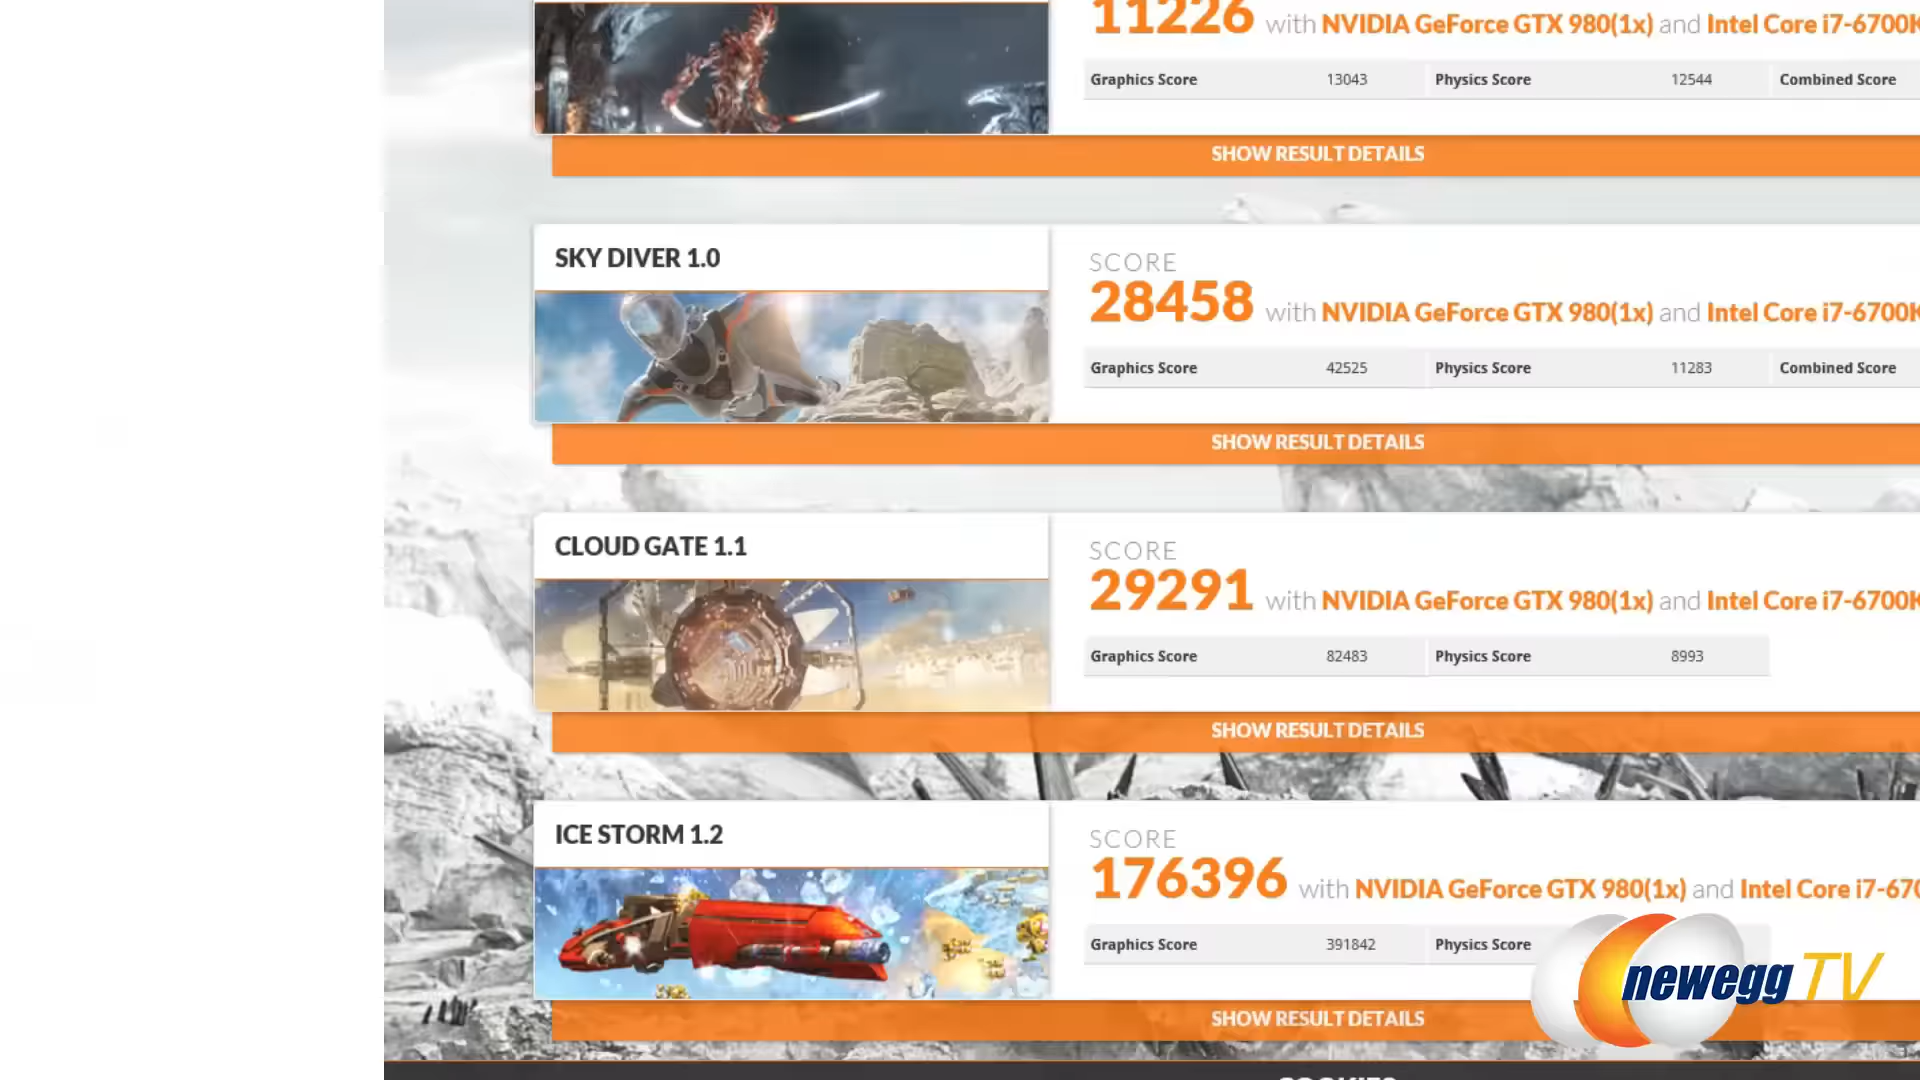 11226 with NVIDIA GeForce GTX 980(1x) and Intel Core i7-6700K
Graphics Score 13043 Physics Score 12544 Combined Score
SHOW RESULT DETAILS
SKY DIVER 1.0
SCORE
28458 with NVIDIA GeForce GTX 980(1x) and Intel Core i7-6700K
Graphics Score 42525 Physics Score 11283 Combined Score
SHOW RESULT DETAILS
CLOUD GATE 1.1
SCORE
29291 with NVIDIA GeForce GTX 980(1x) and Intel Core i7-6700K
Graphics Score 82483 Physics Score 8993
SHOW RESULT DETAILS
ICE STORM 1.2
SCORE
176396 with NVIDIA GeForce GTX 980(1x) and Intel Core i7-670
Graphics Score 391842 Physics Score
newegg TV
SHOW RESULT DETAILS